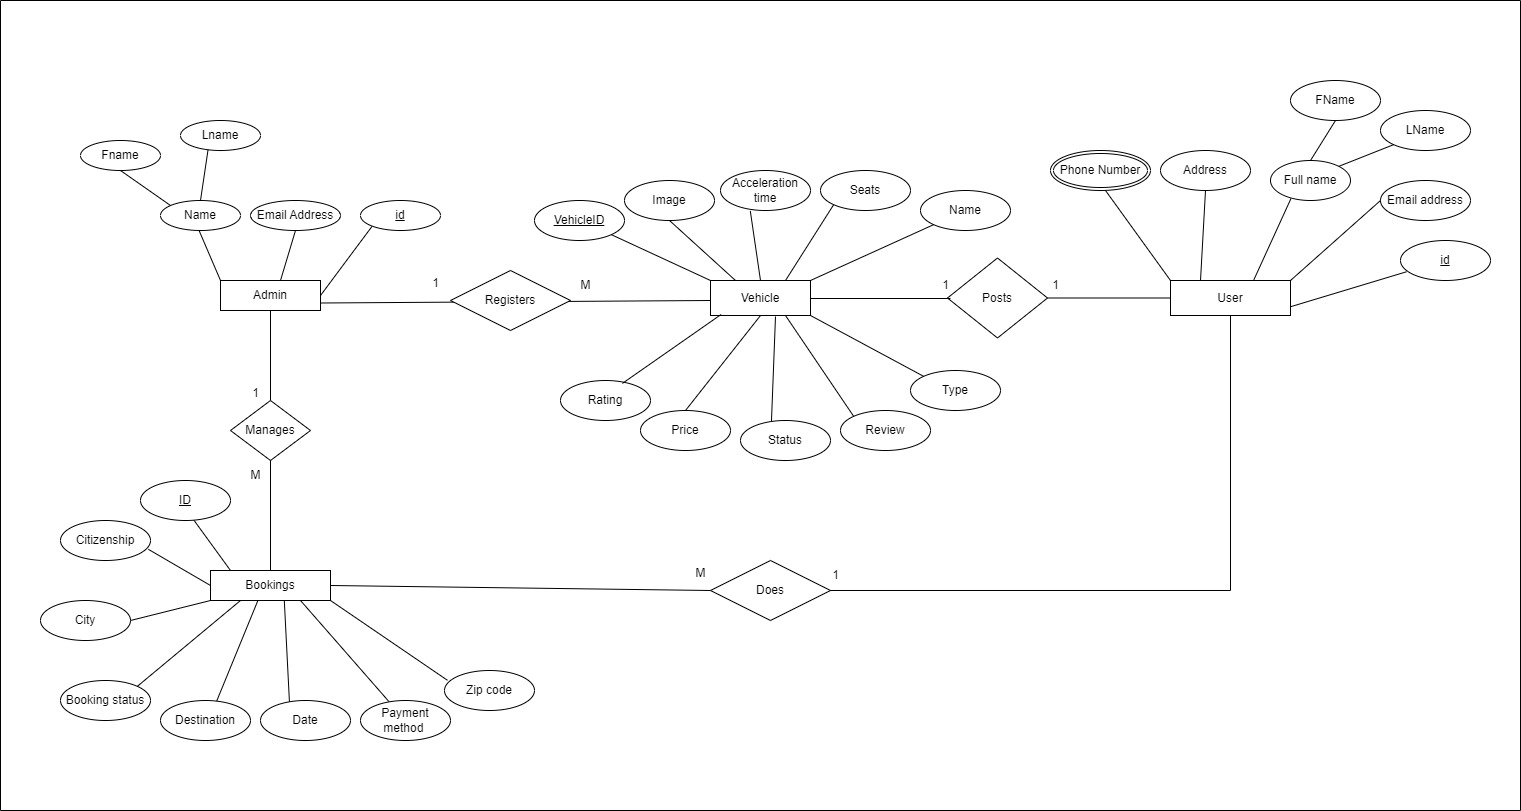 FName
LName
Lname
Fname
Phone Number
Address
Full name
Acceleration
time
Seats
Image
Email address
Name
VehicleID
Name
Email Address
id
id
Admin
1
Registers
M
Vehicle
1
Posts
1
User
1
Manages
M
Rating
Price
Status
Review
Type
ID
Citizenship
Bookings
M
Does
1
City
Booking status
Destination
Date
Payment
method
Zip code